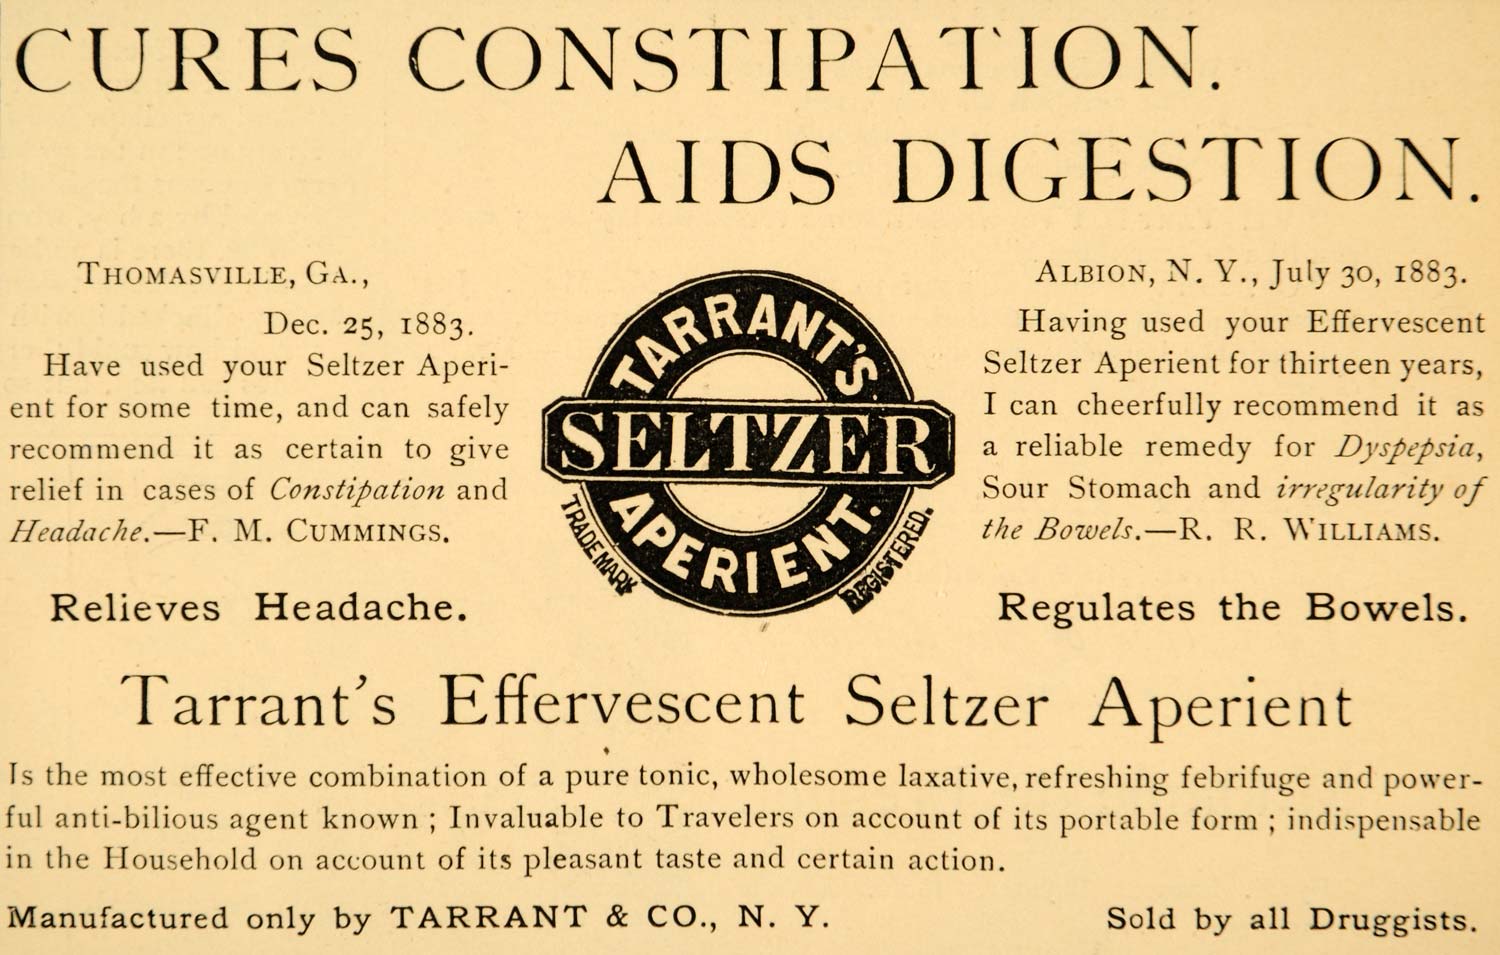 CURES CONSTIPATION.
AIDS DIGESTION.
THOMASVILLE, GA.,
Dec. 25, 1883.
Have used your Seltzer Aperi-
ent for some time, and can safely
recommend it as certain to give
relief in cases of Constipation and
Headache.—F. M. CUMMINGS.
Relieves Headache.
TARRANT'S
SELTZER
APERIENT.
TRADE MARK
REGISTERED.
ALBION, N. Y., July 30, 1883.
Having used your Effervescent
Seltzer Aperient for thirteen years,
I can cheerfully recommend it as
a reliable remedy for Dyspepsia,
Sour Stomach and irregularity of
the Bowels.—R. R. WILLIAMS.
Regulates the Bowels.
Tarrant's Effervescent Seltzer Aperient
Is the most effective combination of a pure tonic, wholesome laxative, refreshing febrifuge and power-
ful anti-bilious agent known ; Invaluable to Travelers on account of its portable form ; indispensable
in the Household on account of its pleasant taste and certain action.
Manufactured only by TARRANT & CO., N. Y.
Sold by all Druggists.